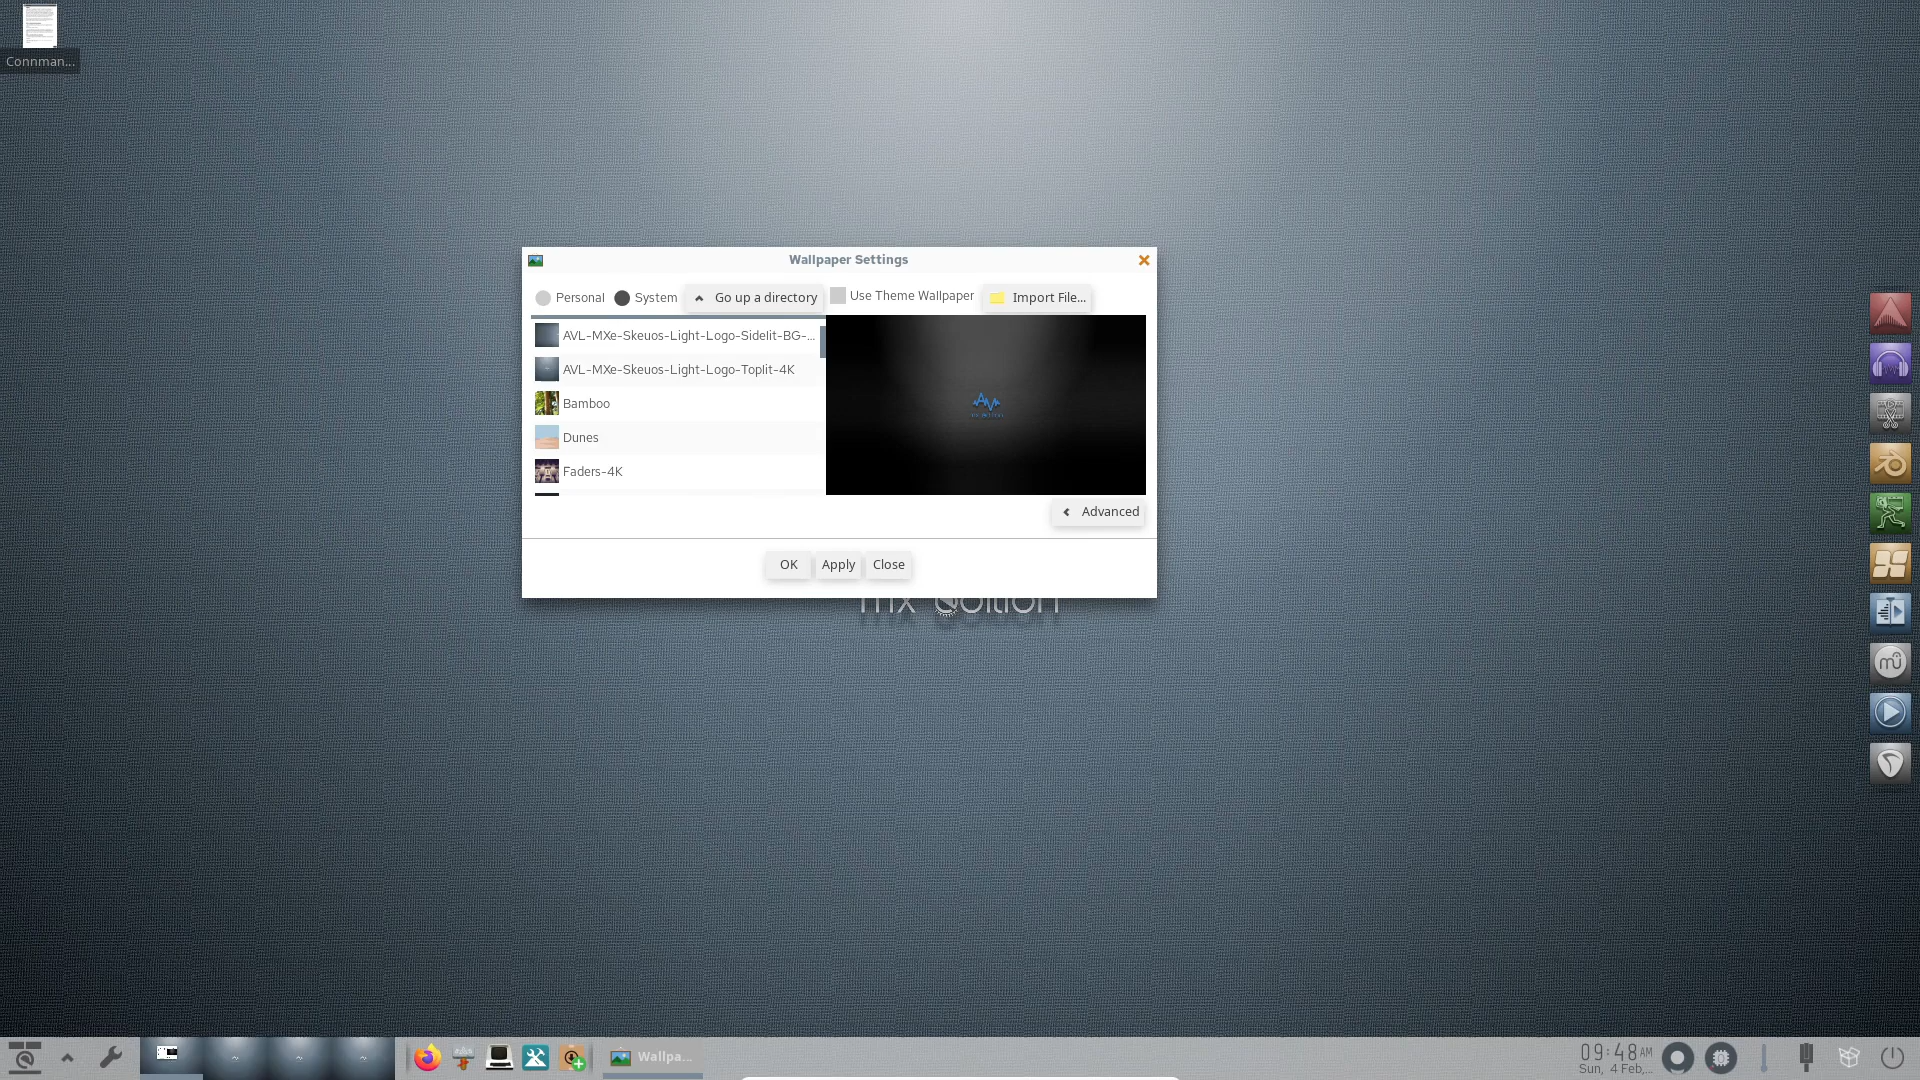 Connman...
Wallpaper Settings
Personal System Go up a directory Use Theme Wallpaper Import File...
AVL-MXe-Skeuos-Light-Logo-Sidelit-BG-...
AVL-MXe-Skeuos-Light-Logo-Toplit-4K
Bamboo
Dunes
Faders-4K
Advanced
OK Apply Close
mx edition
Wallpa...
09:48 AM
Sun, 4 Feb,...